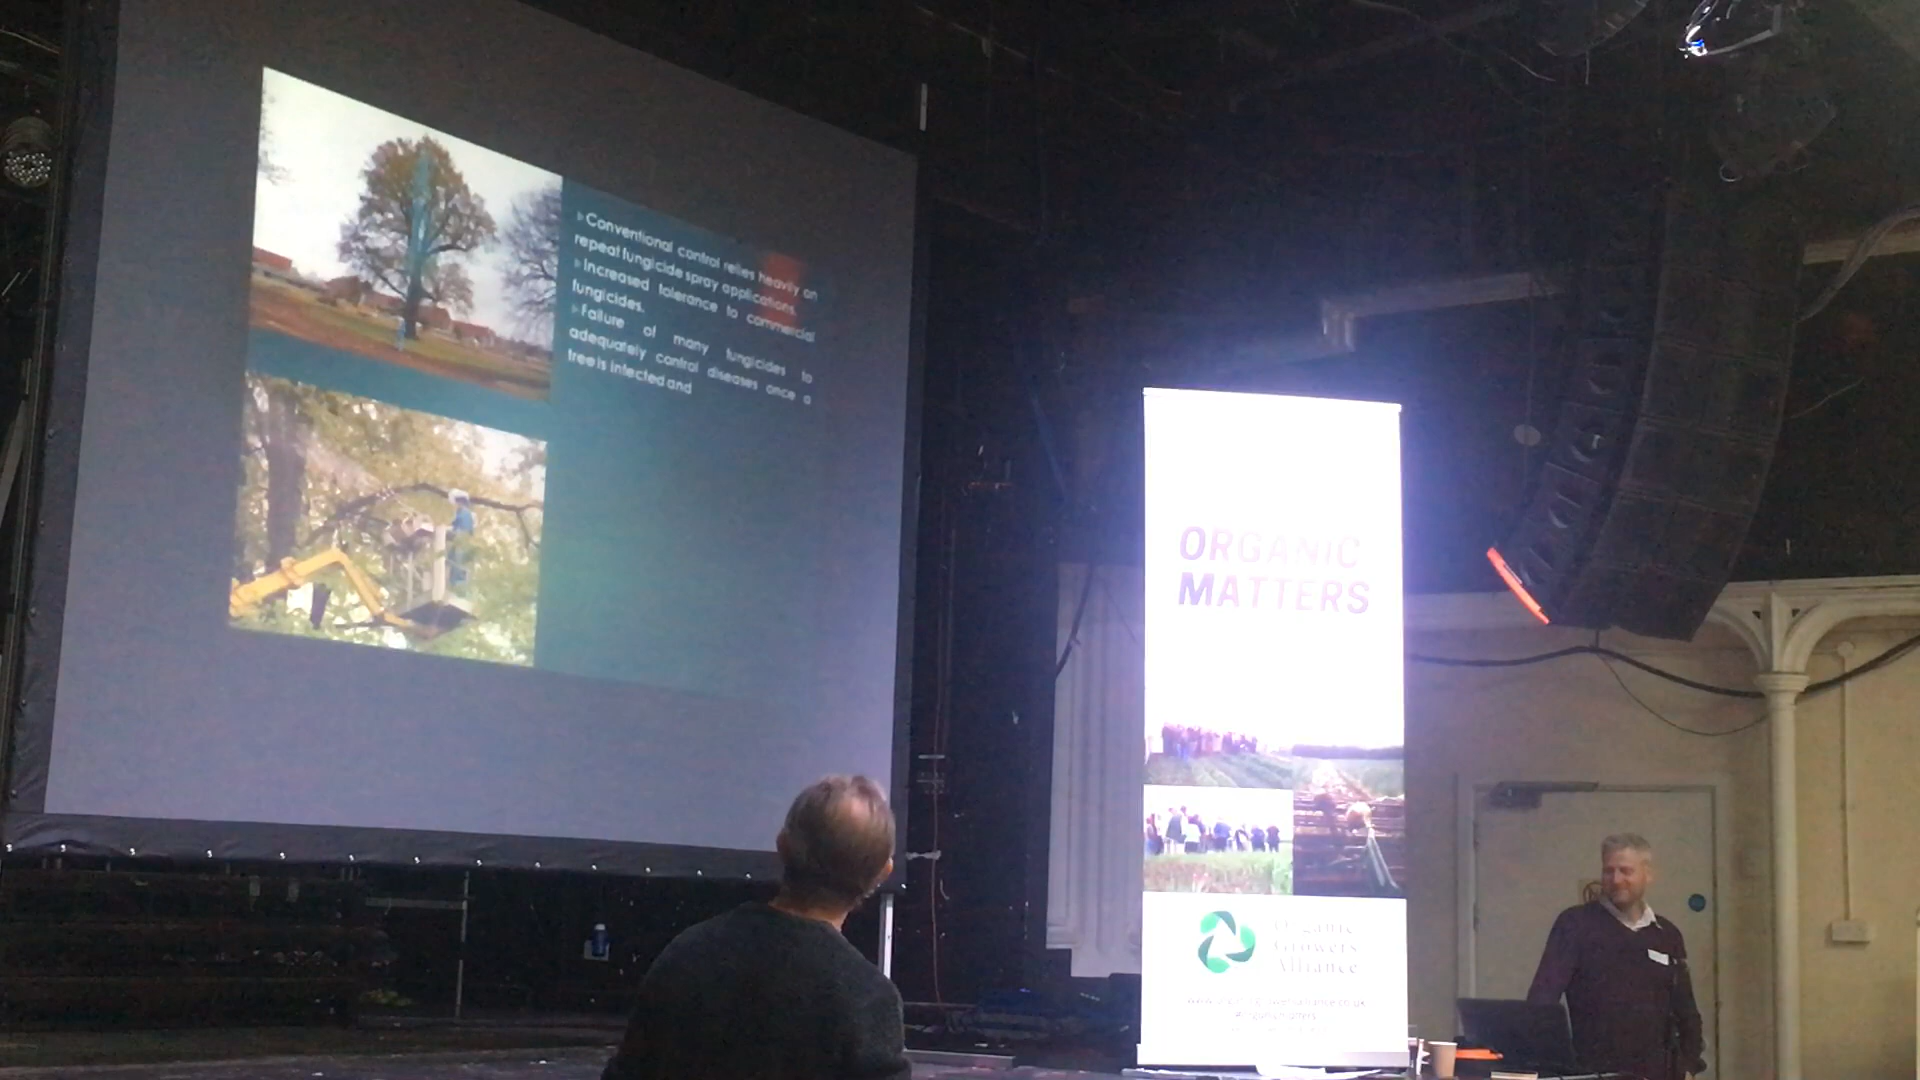 Conventional control relies heavily on
repeat fungicide spray applications.
Increased tolerance to commercial
fungicides.
Failure of many fungicides to
adequately control diseases once a
tree is infected and
ORGANIC
MATTERS
Organic
Growers
Alliance